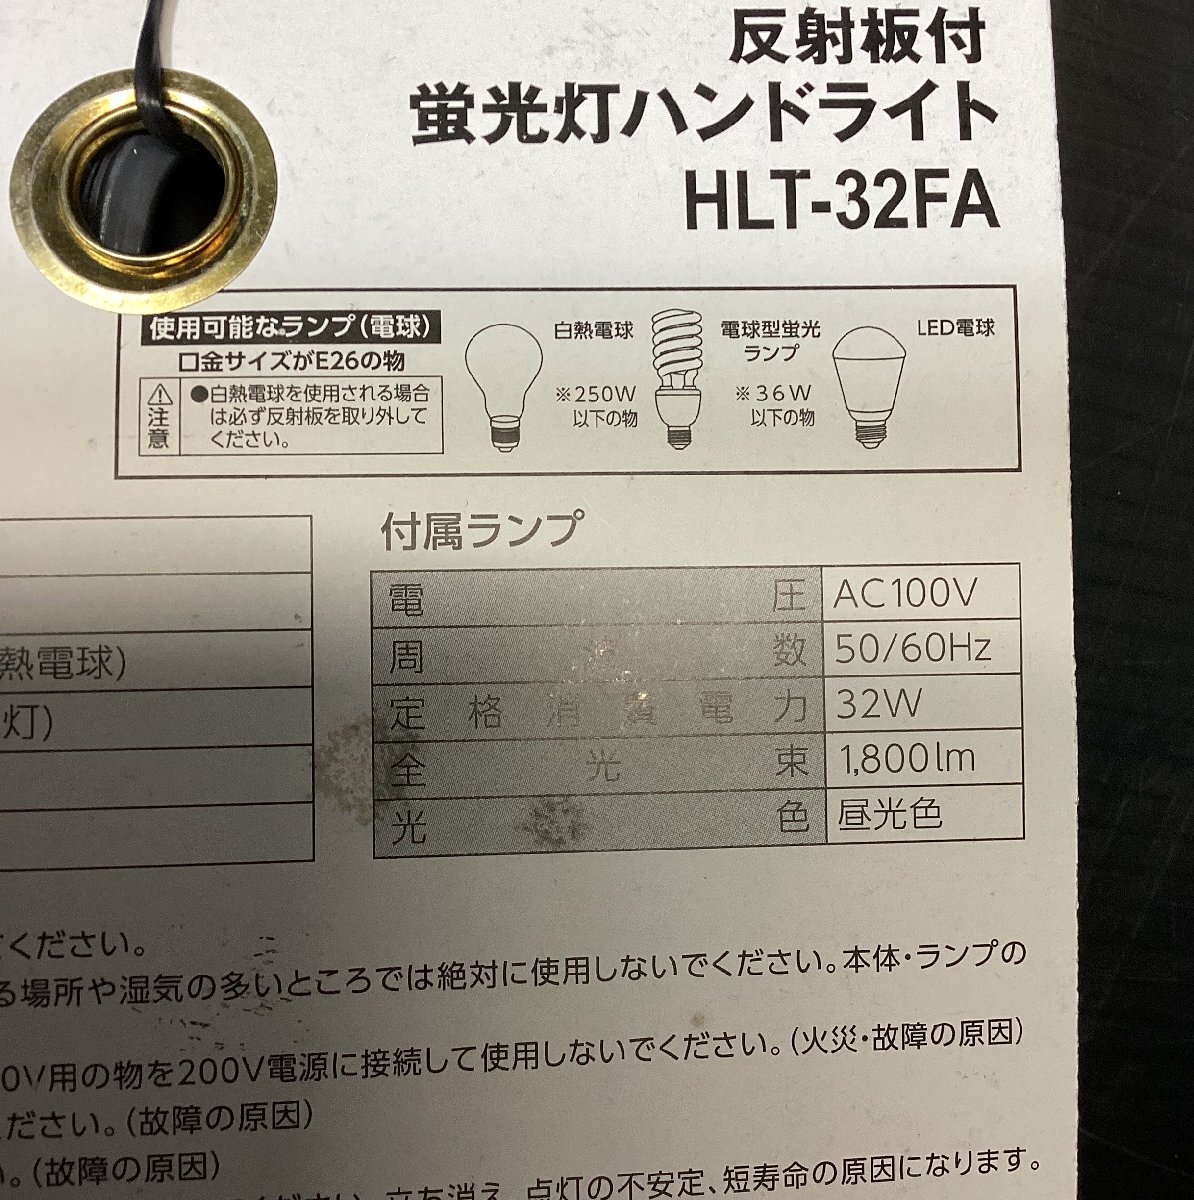 反射板付
蛍光灯ハンドライト
HLT-32FA
使用可能なランプ(電球)
口金サイズがE26の物
注意
●白熱電球を使用される場合
は必ず反射板を取り外して
ください。
白熱電球
※250W
以下の物
電球型蛍光
ランプ
※36W
以下の物
LED電球
熱電球)
灯)
付属ランプ
電圧 AC100V
周波数 50/60Hz
定格消費電力 32W
全光束 1,800lm
光色 昼光色
ください。
る場所や湿気の多いところでは絶対に使用しないでください。本体・ランプの
0V用の物を200V電源に接続して使用しないでください。(火災・故障の原因)
ださい。(故障の原因)
い。(故障の原因)
ください。立ち消え、点灯の不安定、短寿命の原因になります。